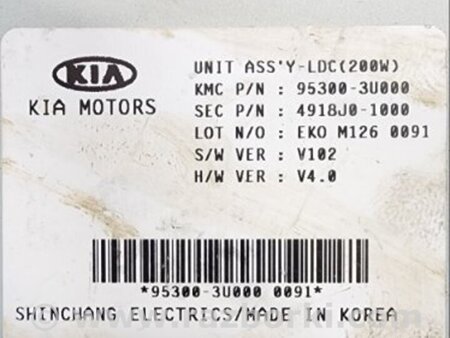 KIA
KIA MOTORS
UNIT ASS'Y-LDC(200W)
KMC P/N : 95300-3U000
SEC P/N : 4918J0-1000
LOT N/O : EKO M126 0091
S/W VER : V102
H/W VER : V4.0
*95300-3U000 0091*
SHINCHANG ELECTRICS/MADE IN KOREA